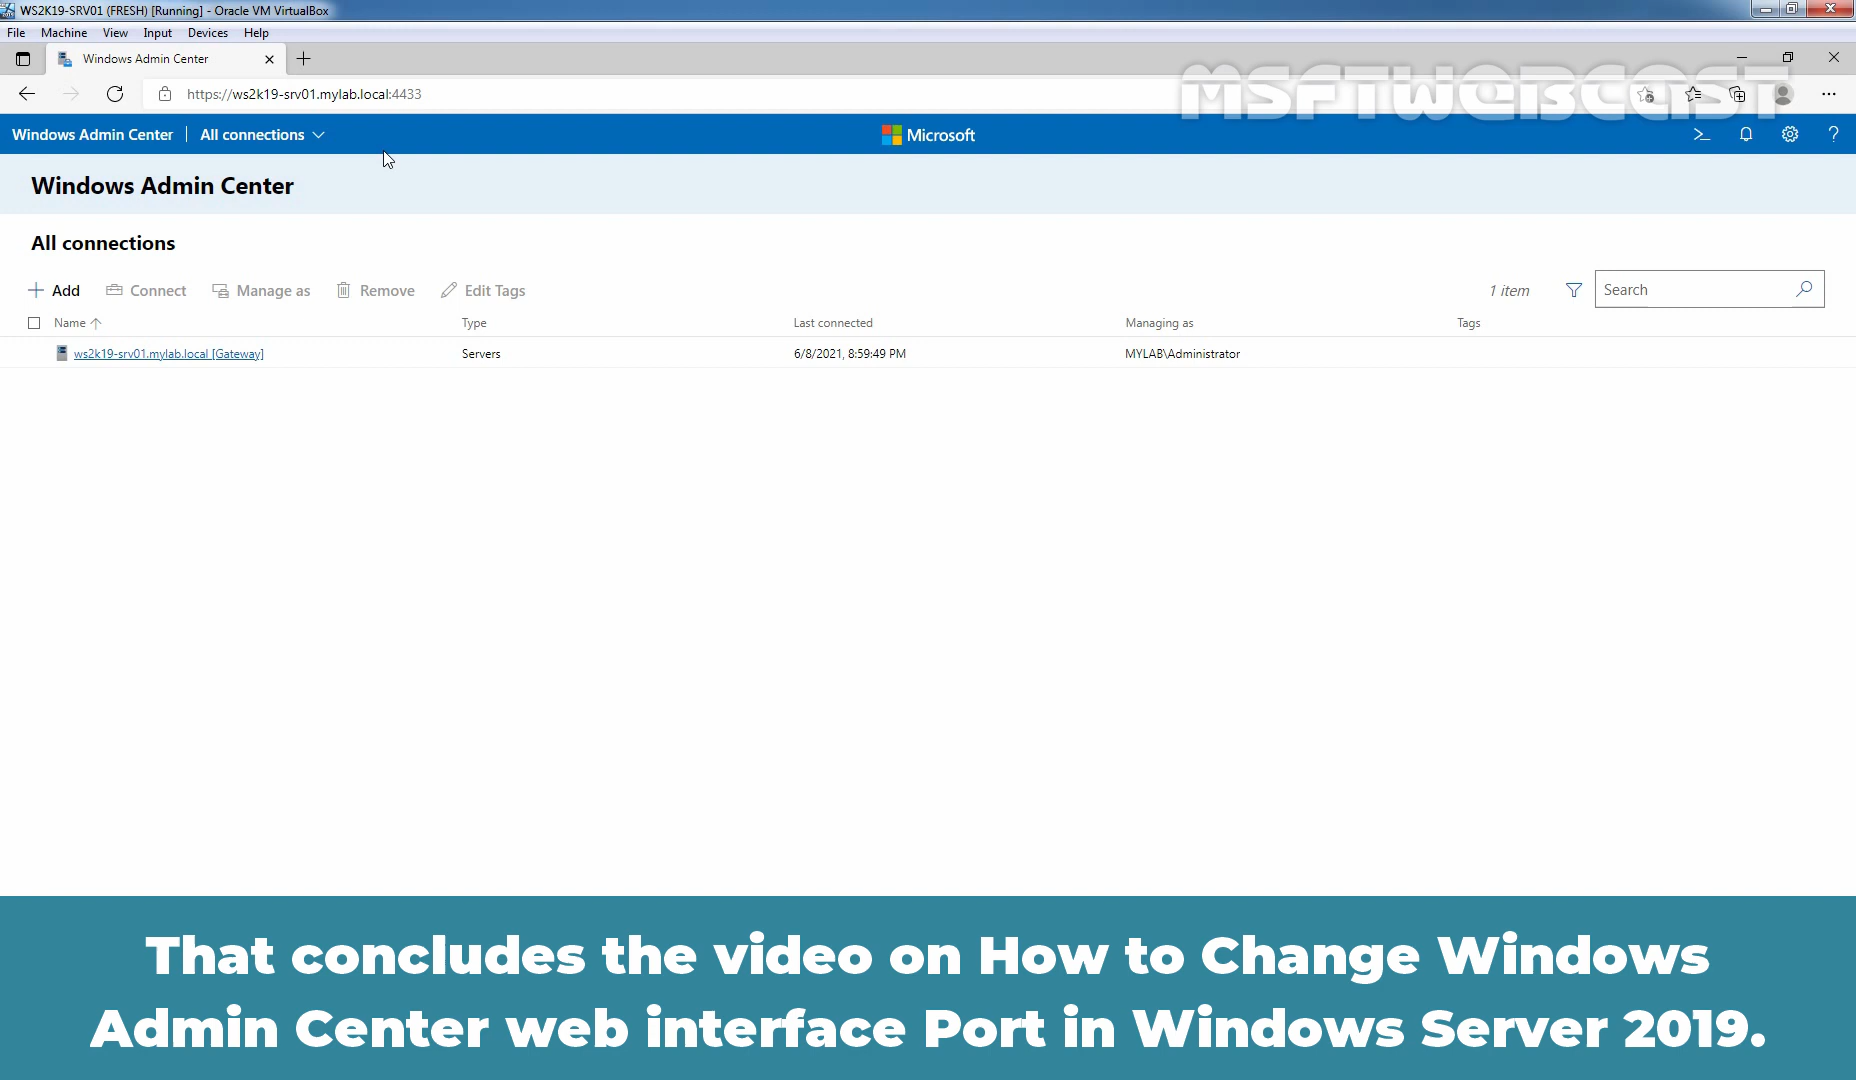 WS2K19-SRV01 (FRESH) [Running] - Oracle VM VirtualBox
File Machine View Input Devices Help
Windows Admin Center
https://ws2k19-srv01.mylab.local:4433
MSFTWEBCAST
Windows Admin Center | All connections
Microsoft
>_ ?
Windows Admin Center
All connections
+ Add Connect Manage as Remove Edit Tags
1 item Search
Name Type Last connected Managing as Tags
ws2k19-srv01.mylab.local [Gateway] Servers 6/8/2021, 8:59:49 PM MYLAB\Administrator
That concludes the video on How to Change Windows
Admin Center web interface Port in Windows Server 2019.